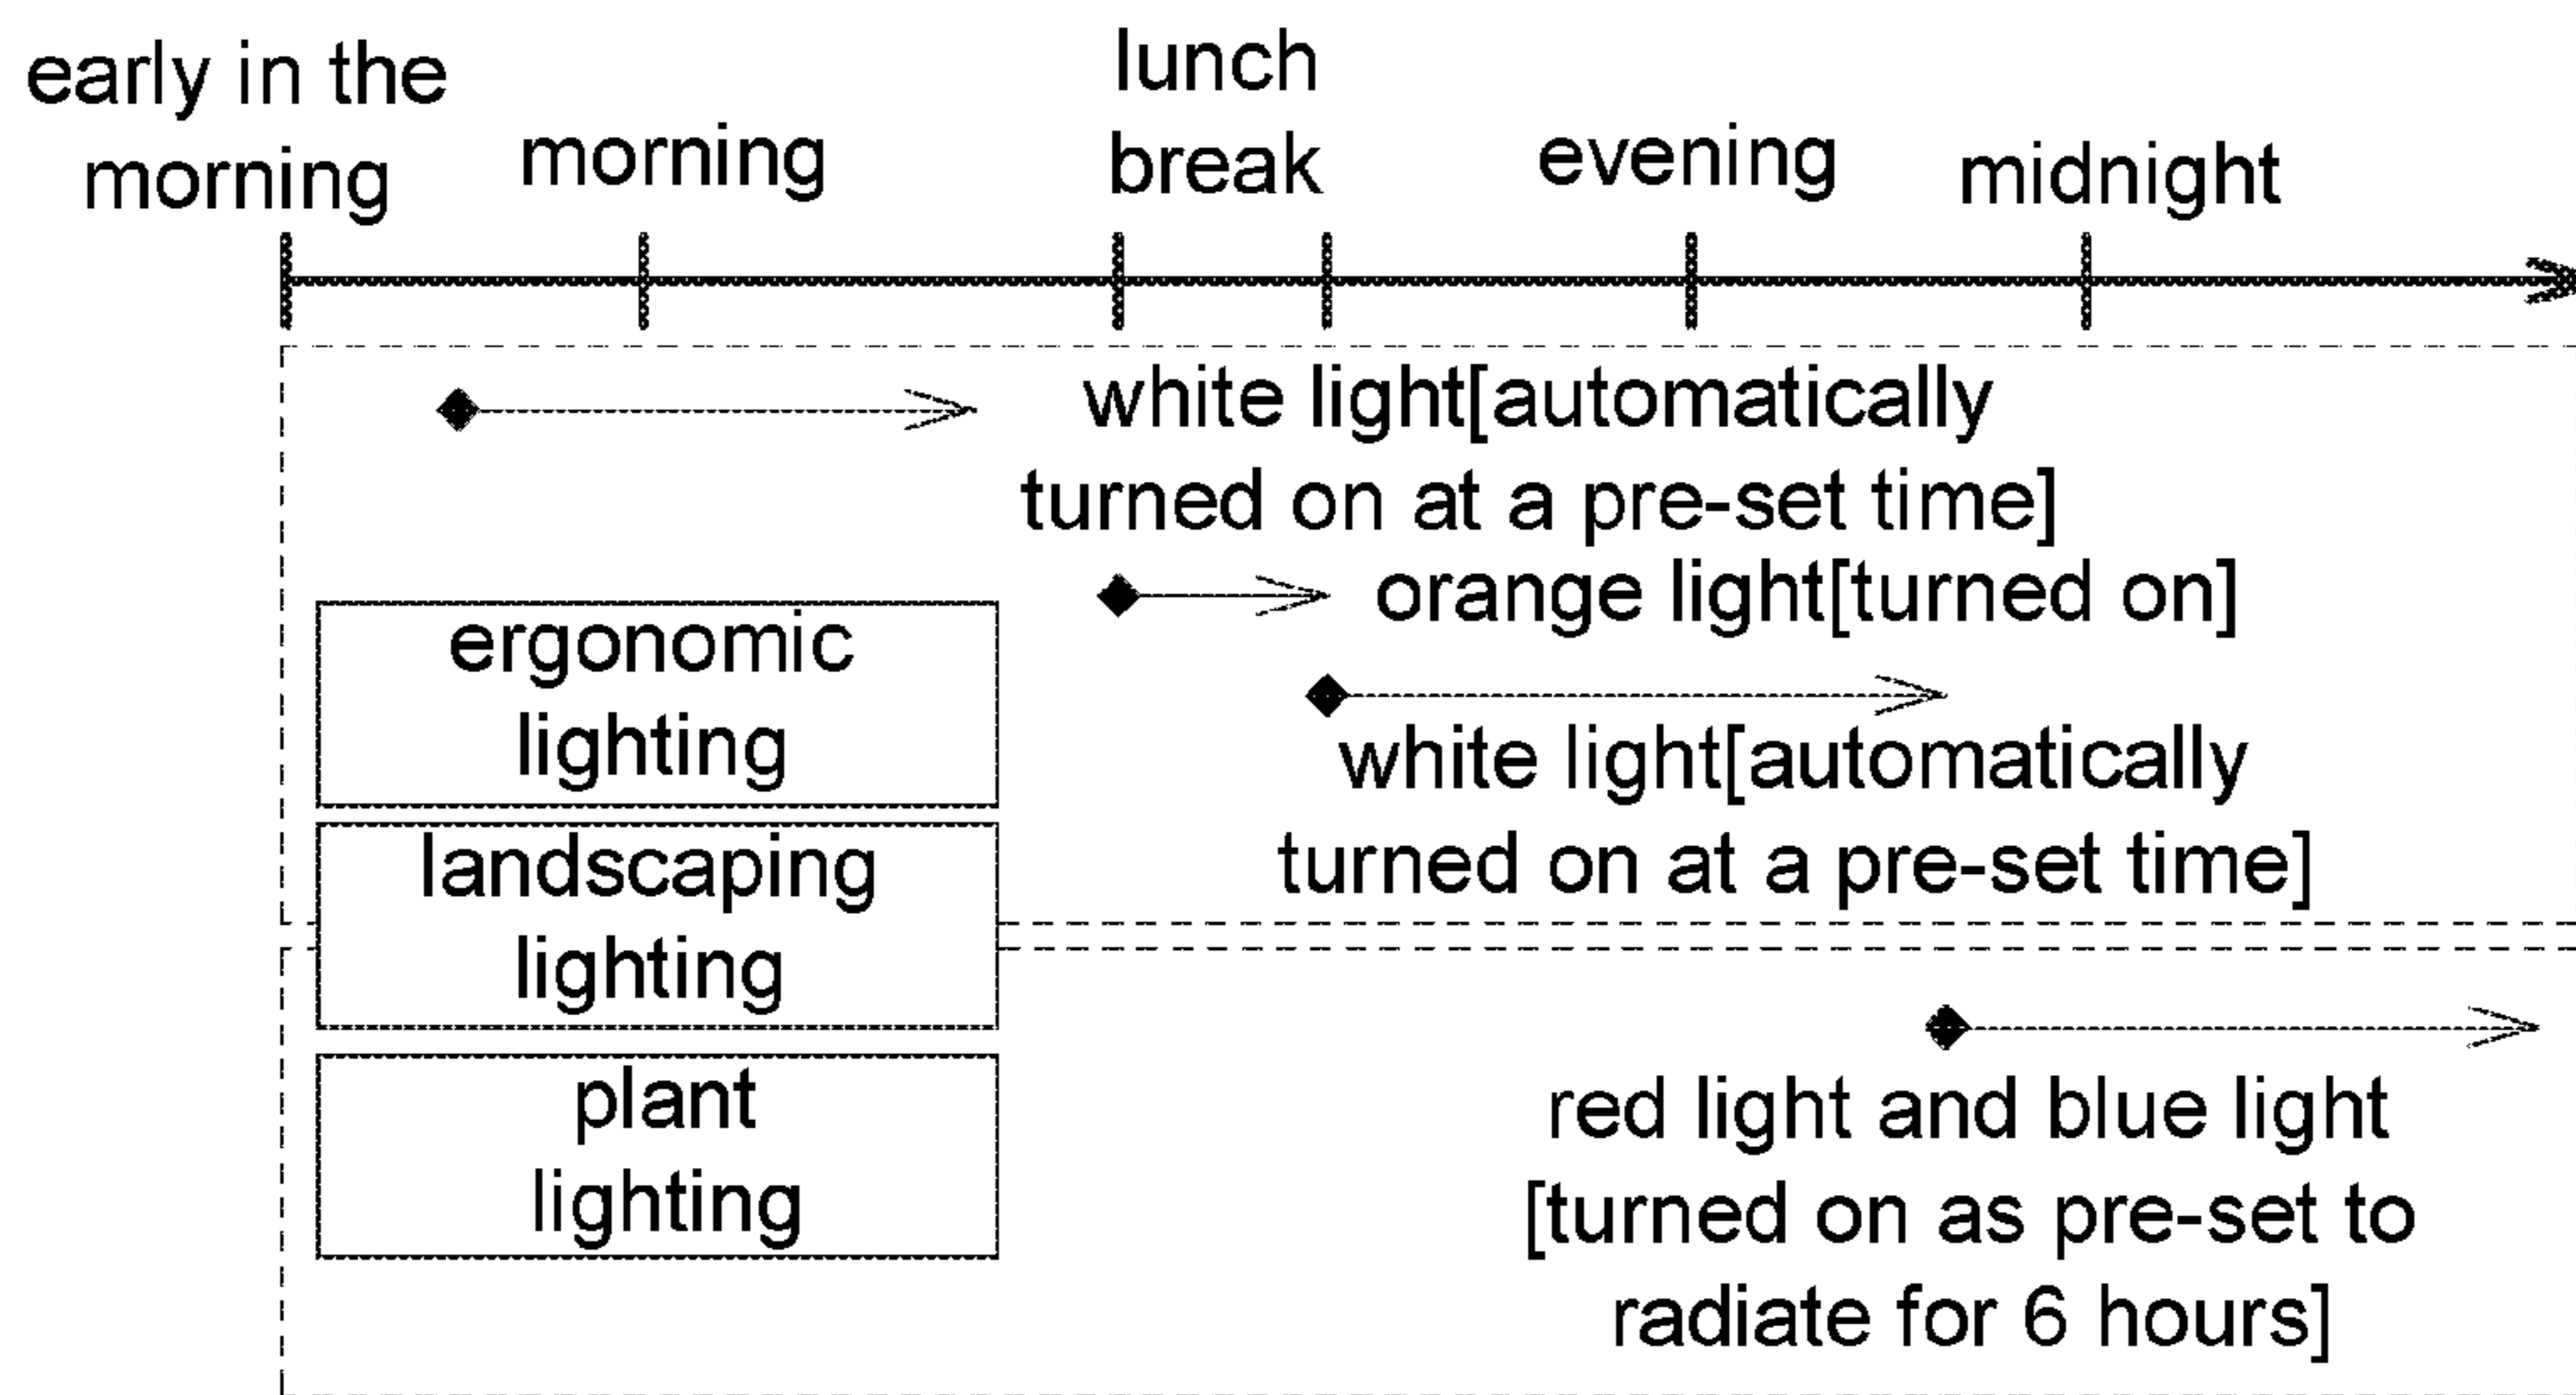 early in the
morning
morning
lunch
break
evening
midnight
white light[automatically
turned on at a pre-set time]
orange light[turned on]
ergonomic
lighting
white light[automatically
turned on at a pre-set time]
landscaping
lighting
plant
lighting
red light and blue light
[turned on as pre-set to
radiate for 6 hours]